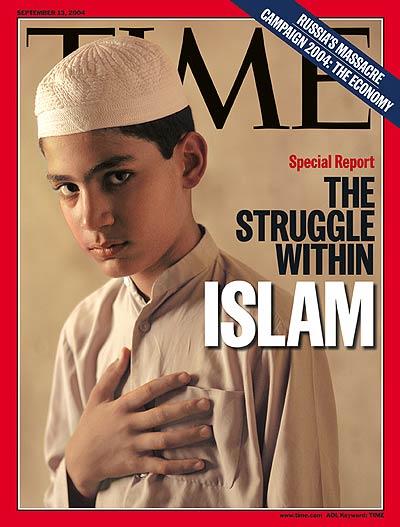 SEPTEMBER 13, 2004
TIME
RUSSIA'S MASSACRE
CAMPAIGN 2004: THE ECONOMY
Special Report
THE
STRUGGLE
WITHIN
ISLAM
www.time.com AOL Keyword: TIME